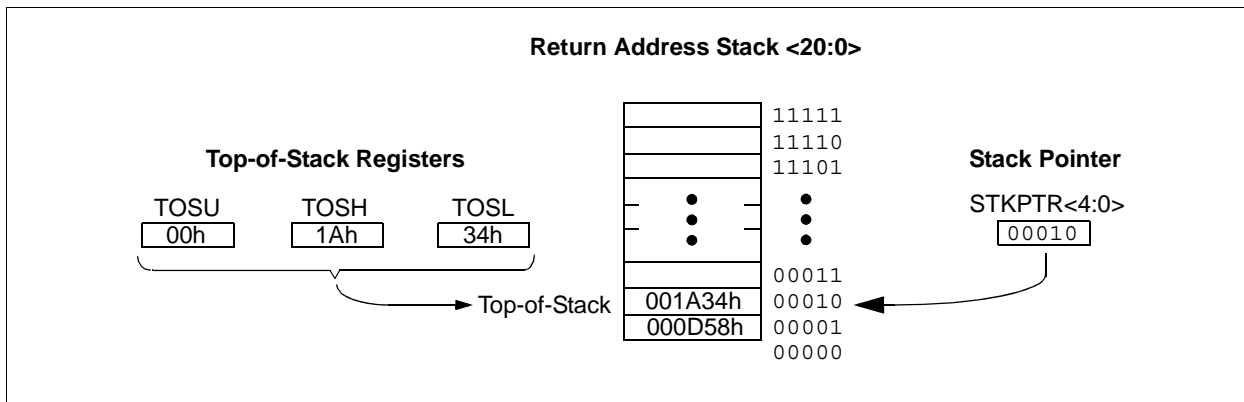 Return Address Stack <20:0>
Top-of-Stack Registers
TOSU TOSH TOSL
00h 1Ah 34h
Top-of-Stack
001A34h
000D58h
11111
11110
11101
00011
00010
00001
00000
Stack Pointer
STKPTR<4:0>
00010